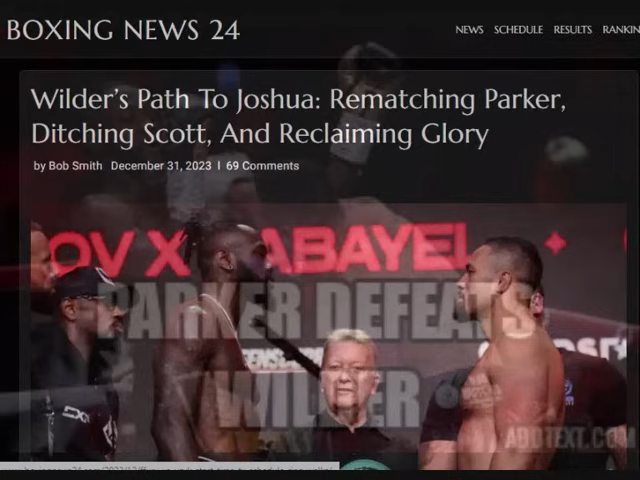 BOXING NEWS 24
NEWS SCHEDULE RESULTS RANKIN
Wilder's Path To Joshua: Rematching Parker,
Ditching Scott, And Reclaiming Glory
by Bob Smith December 31, 2023 | 69 Comments
OV X ABAYEL
PARKER DEFEATS
WILDER
ADDTEXT.COM